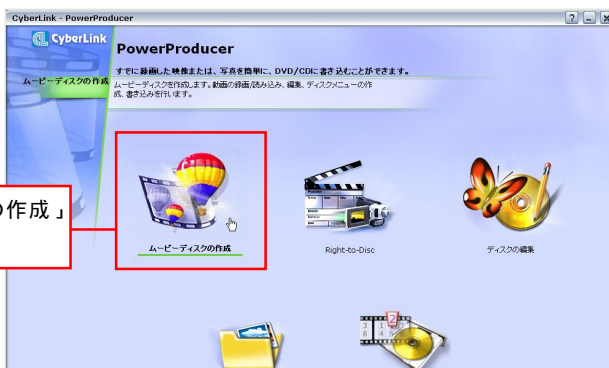 CyberLink - PowerProducer
CyberLink
PowerProducer
すでに録画した映像または、写真を簡単に、DVD/CDに書き込むことができます。
ムービーディスクの作成
ムービーディスクを作成します。動画の録画/読み込み、編集、ディスクメニューの作
成、書き込みを行います。
の作成」
ムービーディスクの作成
Right-to-Disc
ディスクの編集